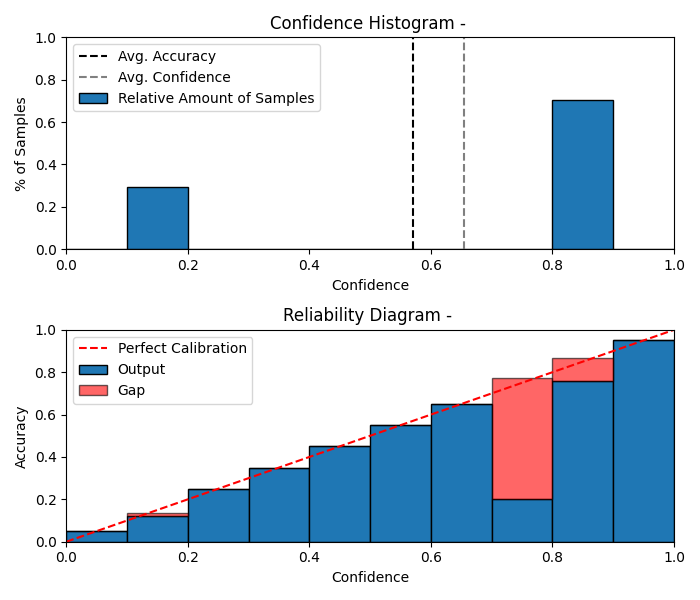 Confidence Histogram -
1.0
0.8
0.6
0.4
0.2
0.0
% of Samples
Avg. Accuracy
Avg. Confidence
Relative Amount of Samples
0.0 0.2 0.4 0.6 0.8 1.0
Confidence
Reliability Diagram -
1.0
0.8
0.6
0.4
0.2
0.0
Accuracy
Perfect Calibration
Output
Gap
0.0 0.2 0.4 0.6 0.8 1.0
Confidence